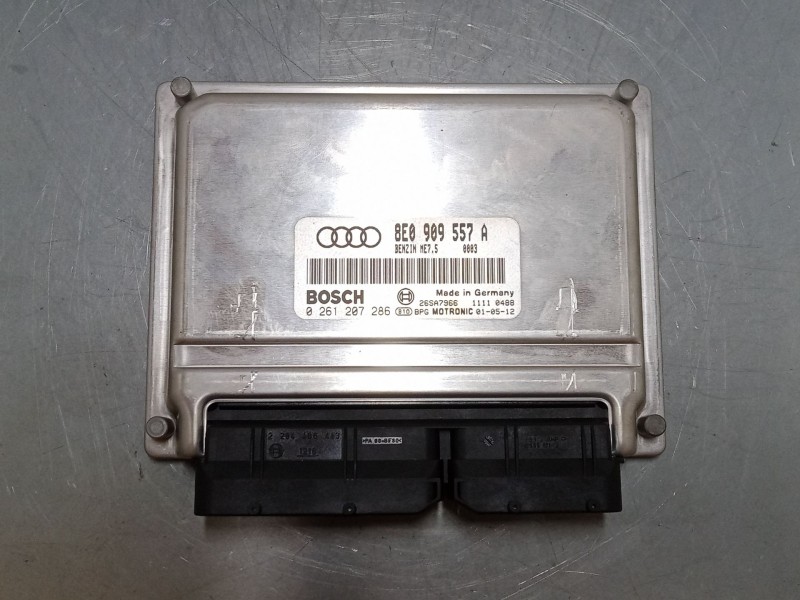 8E0 909 557 A
BENZIN ME7.5 0003
BOSCH Made in Germany
26SA7966 1111 0488
0 261 207 286 BPG MOTRONIC 01-05-12